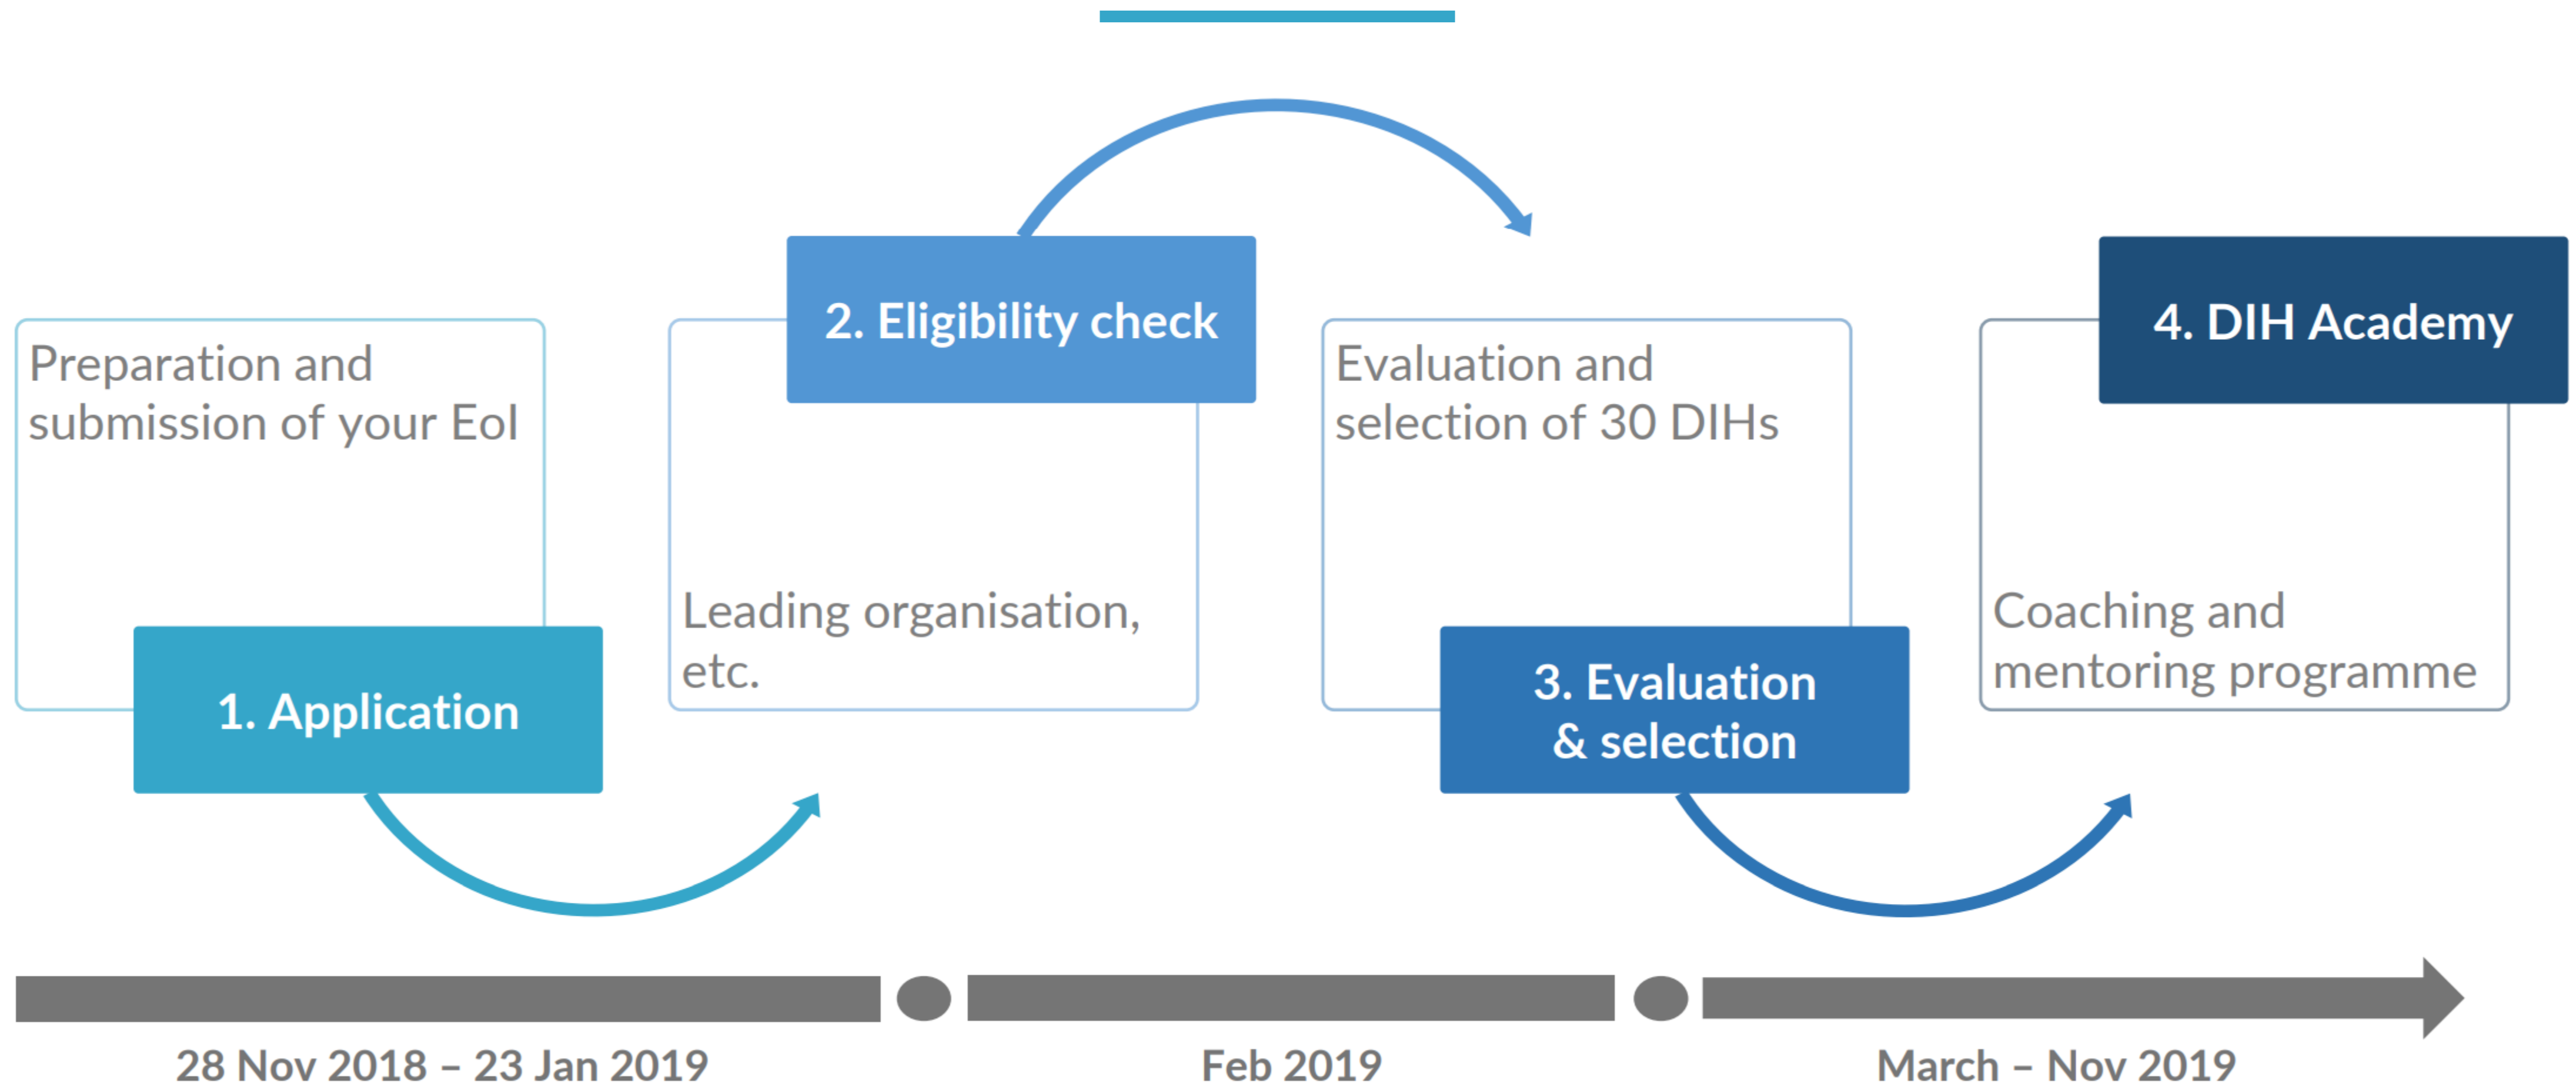 Preparation and
submission of your EoI
1. Application
2. Eligibility check
Leading organisation,
etc.
Evaluation and
selection of 30 DIHs
3. Evaluation
& selection
4. DIH Academy
Coaching and
mentoring programme
28 Nov 2018 – 23 Jan 2019
Feb 2019
March – Nov 2019